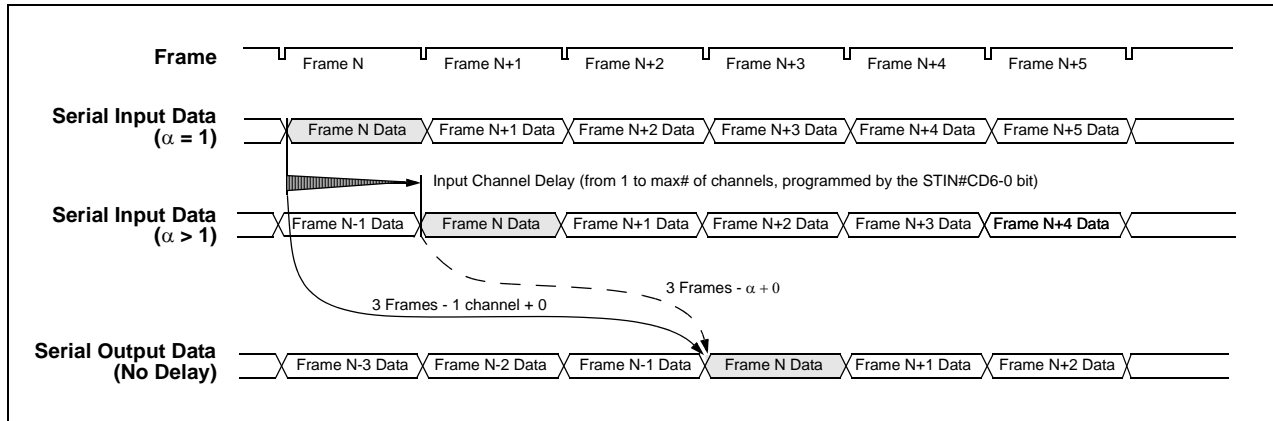 Frame
Frame N Frame N+1 Frame N+2 Frame N+3 Frame N+4 Frame N+5
Serial Input Data
(α = 1)
Frame N Data Frame N+1 Data Frame N+2 Data Frame N+3 Data Frame N+4 Data Frame N+5 Data
Input Channel Delay (from 1 to max# of channels, programmed by the STIN#CD6-0 bit)
Serial Input Data
(α > 1)
Frame N-1 Data Frame N Data Frame N+1 Data Frame N+2 Data Frame N+3 Data Frame N+4 Data
3 Frames - α + 0
3 Frames - 1 channel + 0
Serial Output Data
(No Delay)
Frame N-3 Data Frame N-2 Data Frame N-1 Data Frame N Data Frame N+1 Data Frame N+2 Data